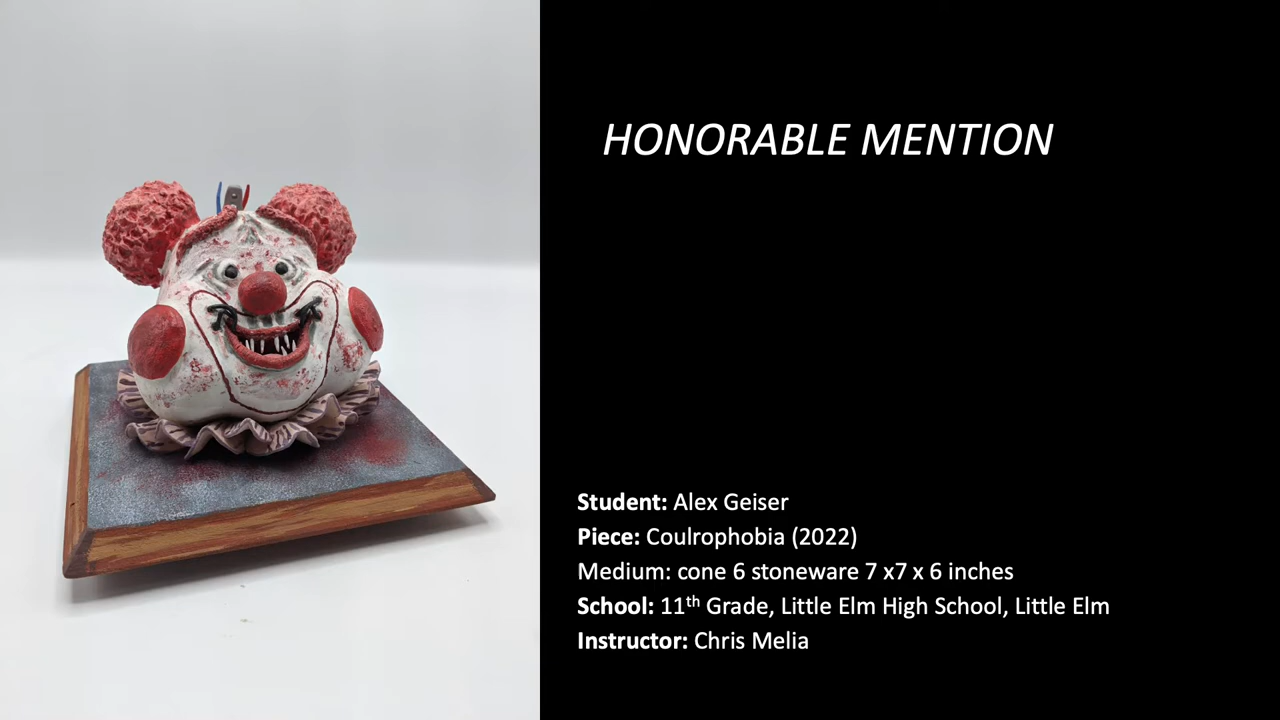 HONORABLE MENTION
Student: Alex Geiser
Piece: Coulrophobia (2022)
Medium: cone 6 stoneware 7 x7 x 6 inches
School: 11th Grade, Little Elm High School, Little Elm
Instructor: Chris Melia